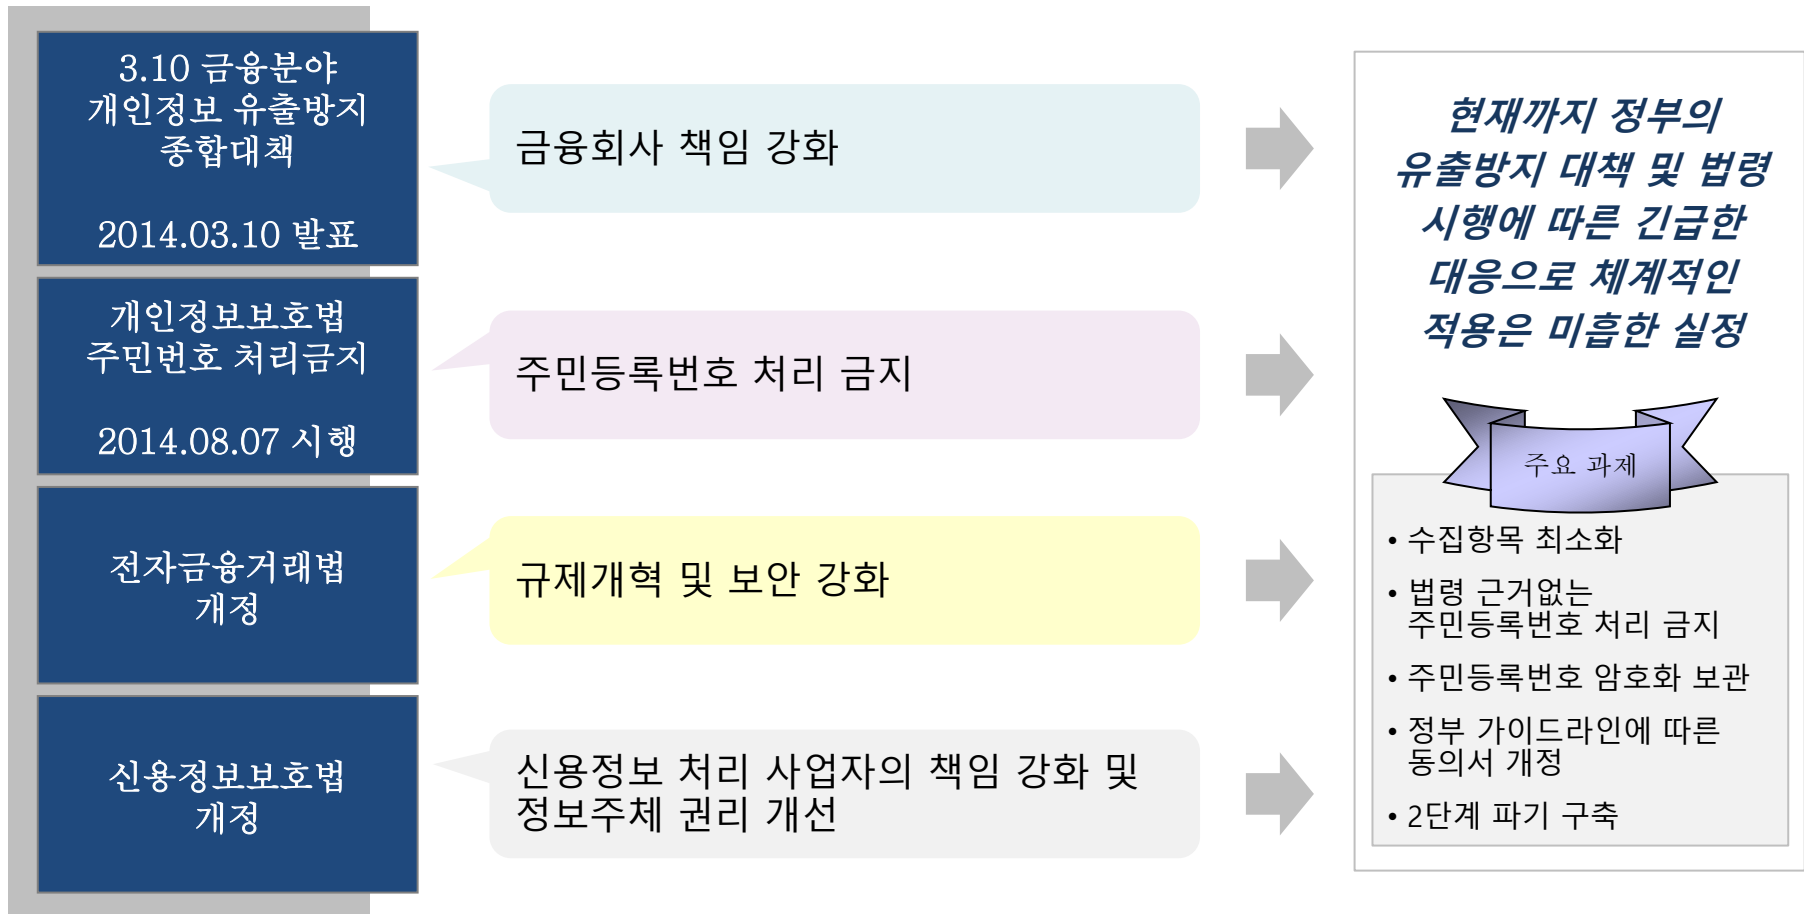 3.10 금융분야
개인정보 유출방지
종합대책
2014.03.10 발표
금융회사 책임 강화
개인정보보호법
주민번호 처리금지
2014.08.07 시행
주민등록번호 처리 금지
전자금융거래법
개정
규제개혁 및 보안 강화
신용정보보호법
개정
신용정보 처리 사업자의 책임 강화 및
정보주체 권리 개선
현재까지 정부의
유출방지 대책 및 법령
시행에 따른 긴급한
대응으로 체계적인
적용은 미흡한 실정
주요 과제
• 수집항목 최소화
• 법령 근거없는
주민등록번호 처리 금지
• 주민등록번호 암호화 보관
• 정부 가이드라인에 따른
동의서 개정
• 2단계 파기 구축